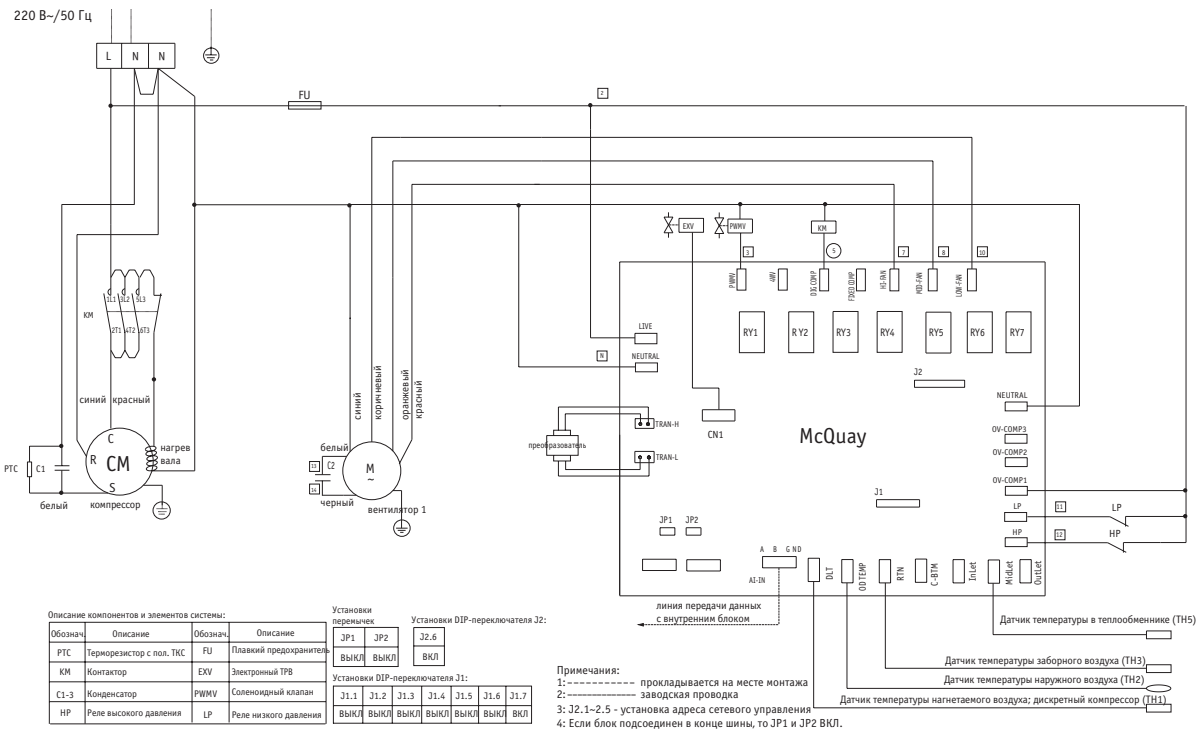 220 В~/50 Гц
L N N
FU
2
EXV
PWMV
KM
3
5
7
8
10
PWMV
4WV
DIG COMP
FIXED COMP
HI-FAN
MID-FAN
LOW-FAN
1L1 3L2 5L3
KM
2T1 4T2 6T3
LIVE
N
NEUTRAL
RY1 RY2 RY3 RY4 RY5 RY6 RY7
J2
синий
коричневый
оранжевый
красный
синий красный
NEUTRAL
CN1
McQuay
TRAN-H
преобразователь
TRAN-L
OV-COMP3
OV-COMP2
OV-COMP1
C
R CM
S
нагрев
вала
PTC C1
белый
компрессор
белый
13 C2
14
черный
M
~
вентилятор 1
J1
LP
11 LP
HP
12 HP
JP1 JP2
A B GND
AI-IN
DLT
OD TEMP
RTN
C-BTM
InLet
MidLet
OutLet
линия передачи данных
с внутренним блоком
Датчик температуры в теплообменнике (TH5)
Датчик температуры заборного воздуха (TH3)
Датчик температуры наружного воздуха (TH2)
Датчик температуры нагнетаемого воздуха; дискретный компрессор (TH1)
Описание компонентов и элементов системы:
Обознач. Описание Обознач. Описание
PTC Терморезистор с пол. ТКС FU Плавкий предохранитель
KM Контактор EXV Электронный ТРВ
C1-3 Конденсатор PWMV Соленоидный клапан
HP Реле высокого давления LP Реле низкого давления
Установки
перемычек
JP1 JP2
ВЫКЛ ВЫКЛ
Установки DIP-переключателя J2:
J2.6
ВКЛ
Установки DIP-переключателя J1:
J1.1 J1.2 J1.3 J1.4 J1.5 J1.6 J1.7
ВЫКЛ ВЫКЛ ВЫКЛ ВЫКЛ ВЫКЛ ВЫКЛ ВКЛ
Примечания:
1:------------ прокладывается на месте монтажа
2:—————— заводская проводка
3: J2.1~2.5 - установка адреса сетевого управления
4: Если блок подсоединен в конце шины, то JP1 и JP2 ВКЛ.